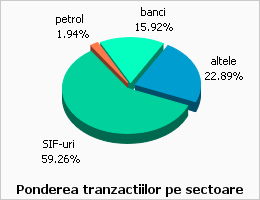 banci
15.92%
petrol
1.94%
altele
22.89%
SIF-uri
59.26%
Ponderea tranzactiilor pe sectoare